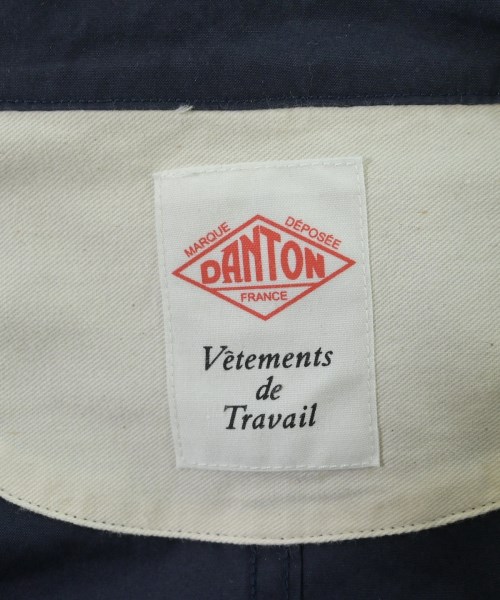 MARQUE DÉPOSÉE
DANTON
FRANCE
Vêtements
de
Travail